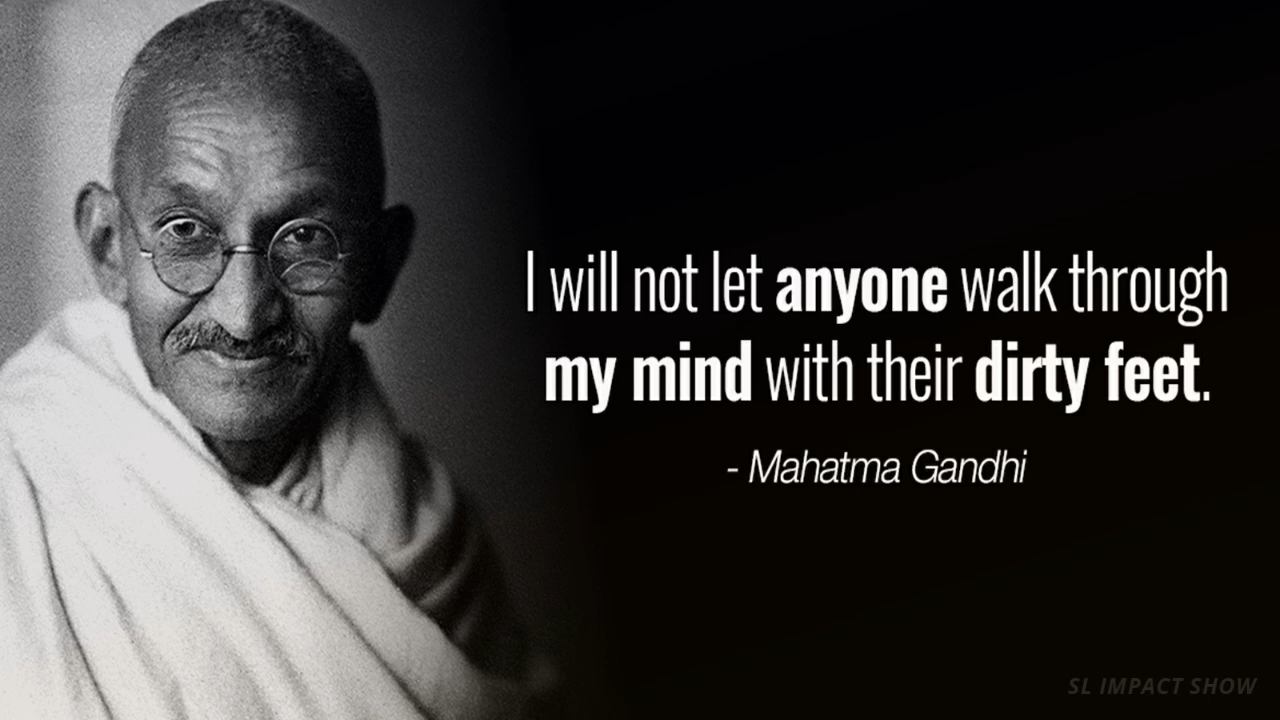 I will not let anyone walk through
my mind with their dirty feet.
- Mahatma Gandhi
SL IMPACT SHOW